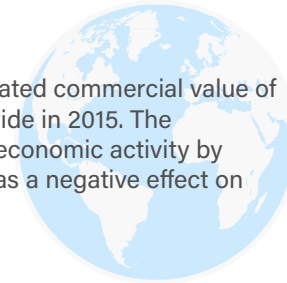 ated commercial value of
ide in 2015. The
economic activity by
as a negative effect on